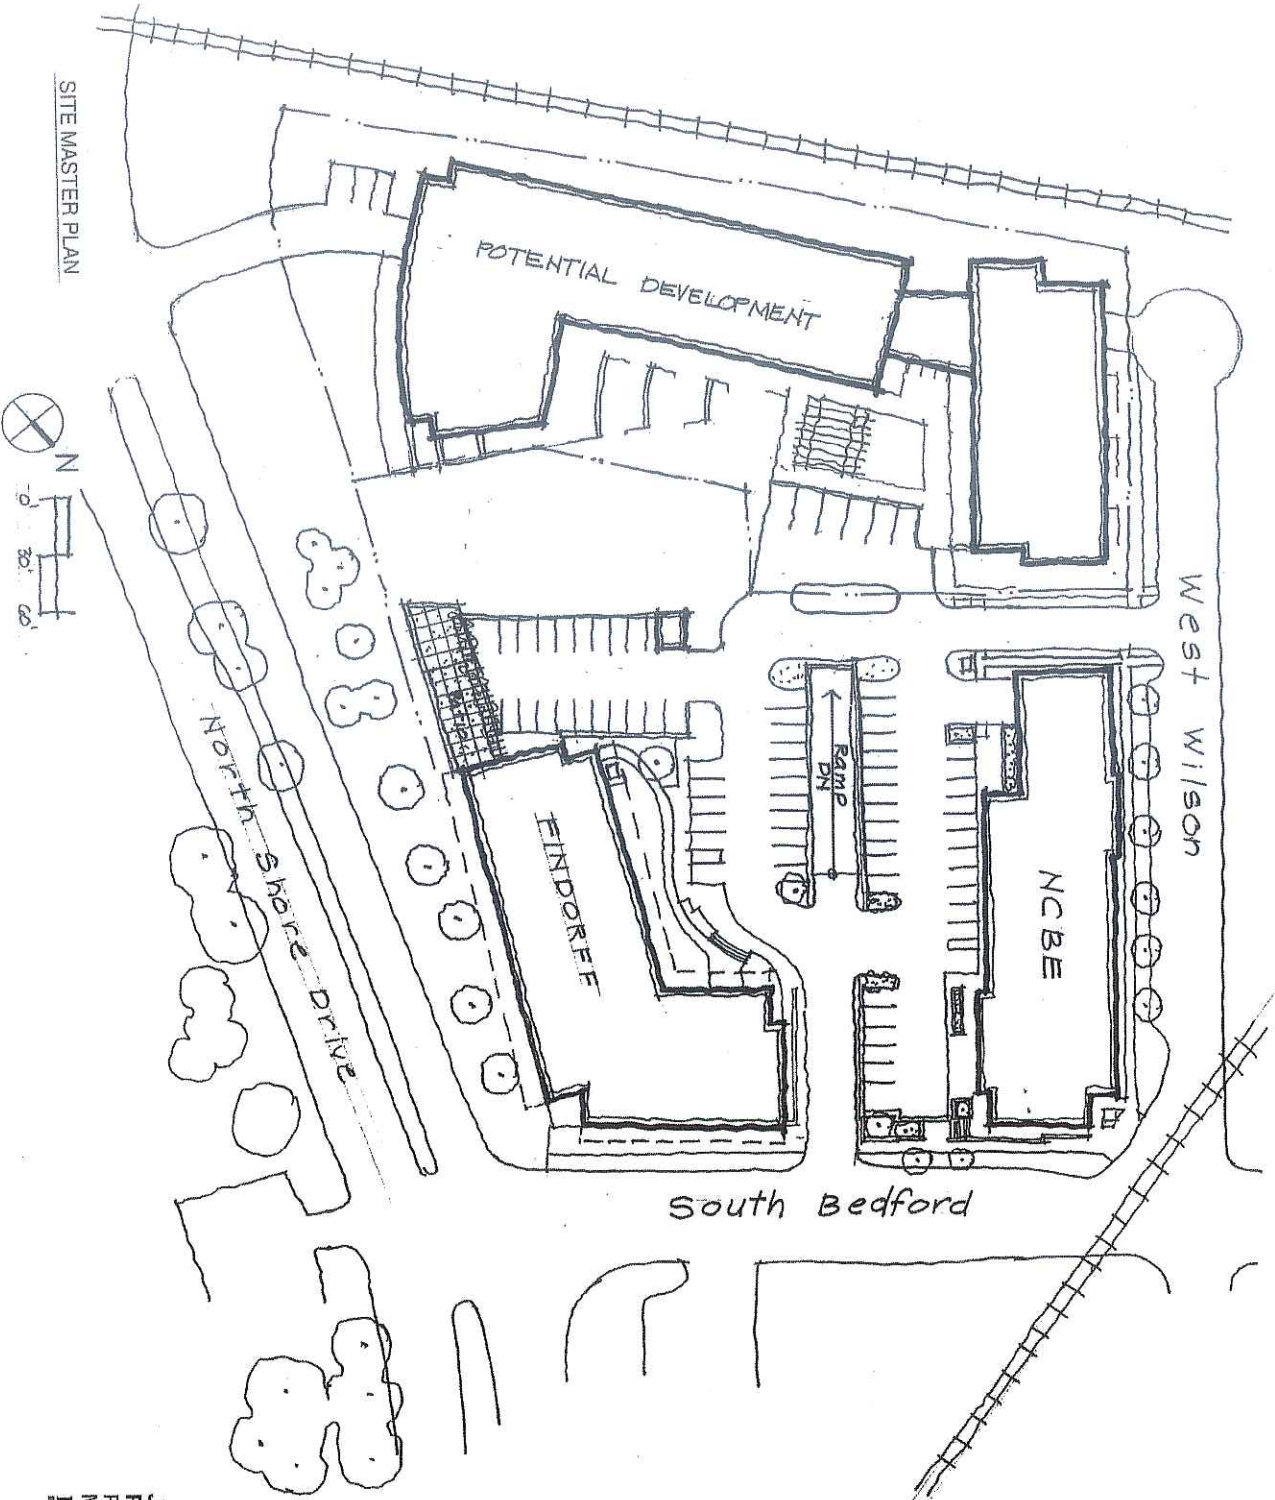 SITE MASTER PLAN
POTENTIAL DEVELOPMENT
West Wilson
N
0'
30'
60'
North Shore Drive
Ramp
DN
FINDORFF
NCBE
South Bedford